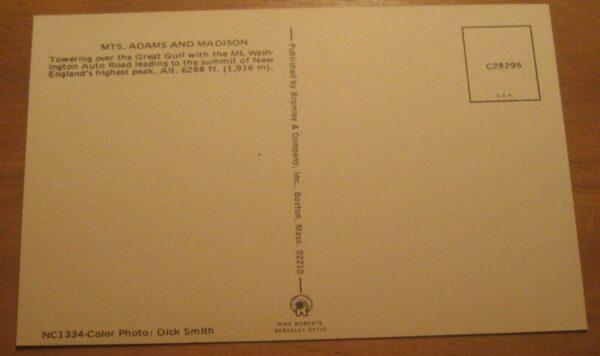 MTS. ADAMS AND MADISON
Towering over the Great Gulf with the Mt. Wash-
ington Auto Road leading to the summit of New
England's highest peak. Alt. 6288 ft. (1,916 m).
Published by Bromley & Company, Inc., Boston, Mass. 02210
C28295
U.S.A.
MIKE ROBERTS
BERKELEY 94710
NC1334-Color Photo: Dick Smith